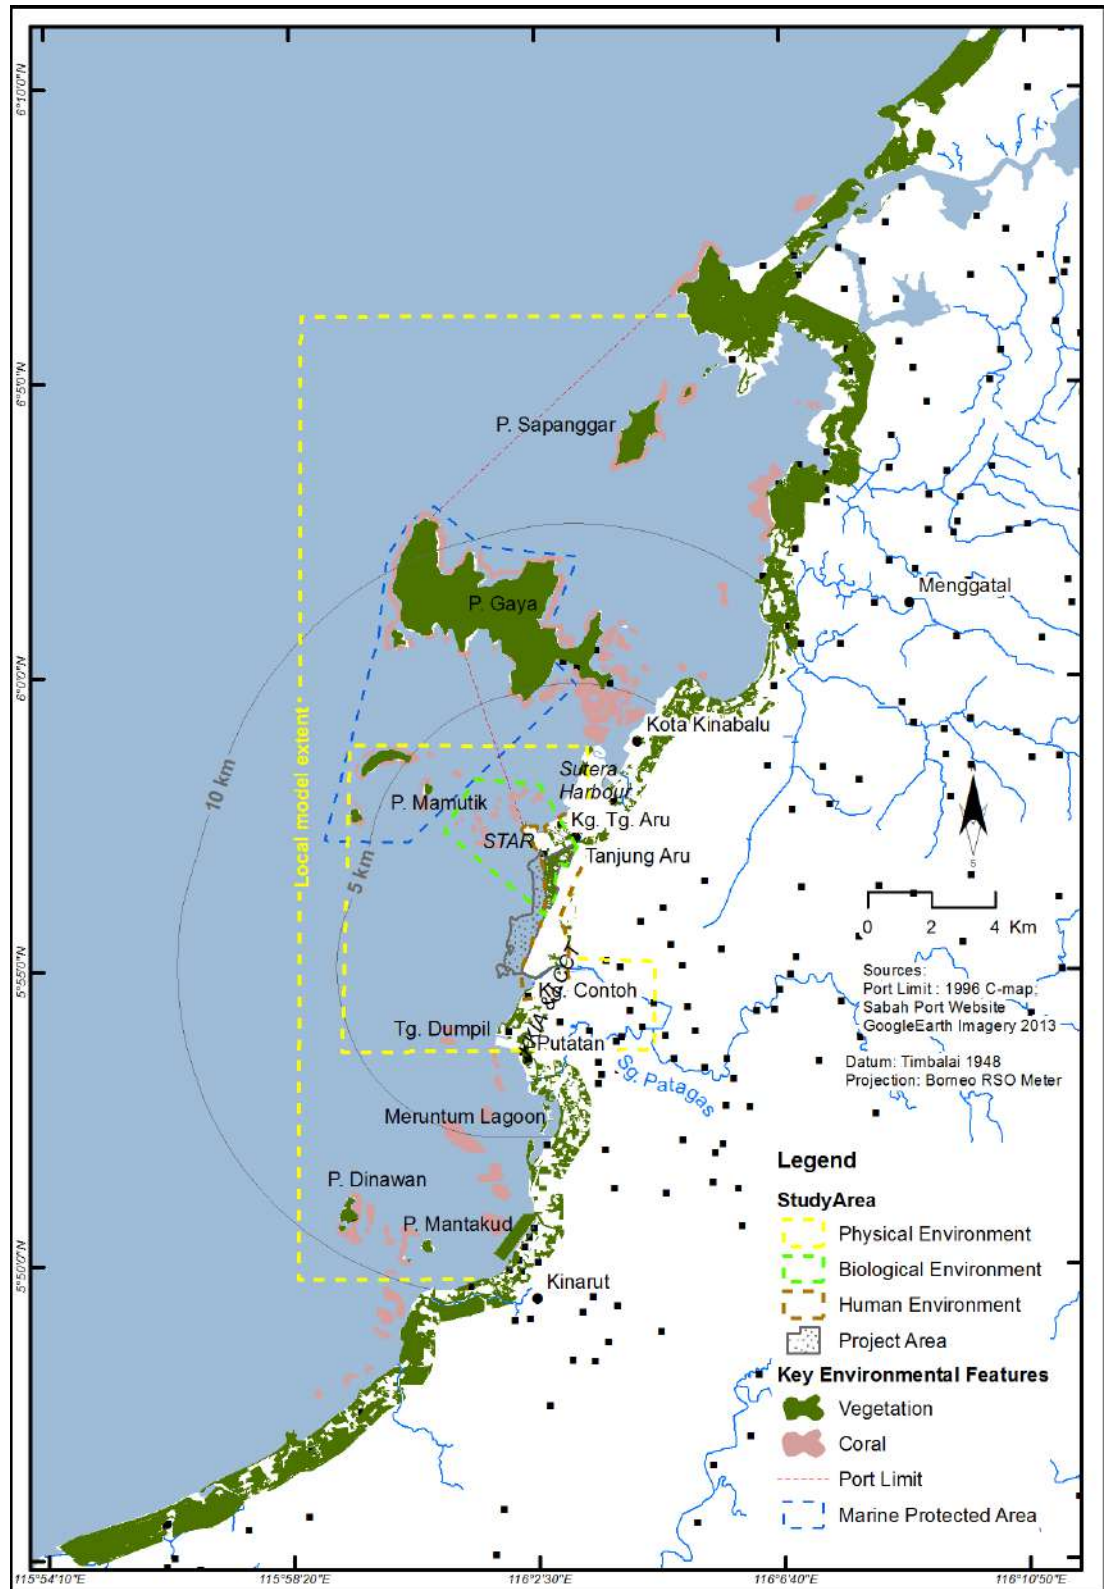 6°10'0"N
6°5'0"N
P. Sapanggar
P. Gaya
Menggatal
6°0'0"N
Kota Kinabalu
Local model extent
10 km
Sutera
Harbour
P. Mamutik
Kg. Tg. Aru
STAR
Tanjung Aru
5 km
S
0 2 4 Km
5°55'0"N
Sources:
Port Limit : 1996 C-map;
Sabah Port Website
GoogleEarth Imagery 2013
Kg. Contoh
Tg. Dumpil
Putatan
Datum: Timbalai 1948
Projection: Borneo RSO Meter
Sg. Patagas
Meruntum Lagoon
P. Dinawan
P. Mantakud
5°50'0"N
Kinarut
Legend
StudyArea
Physical Environment
Biological Environment
Human Environment
Project Area
Key Environmental Features
Vegetation
Coral
Port Limit
Marine Protected Area
115°54'10"E 115°58'20"E 116°2'30"E 116°6'40"E 116°10'50"E